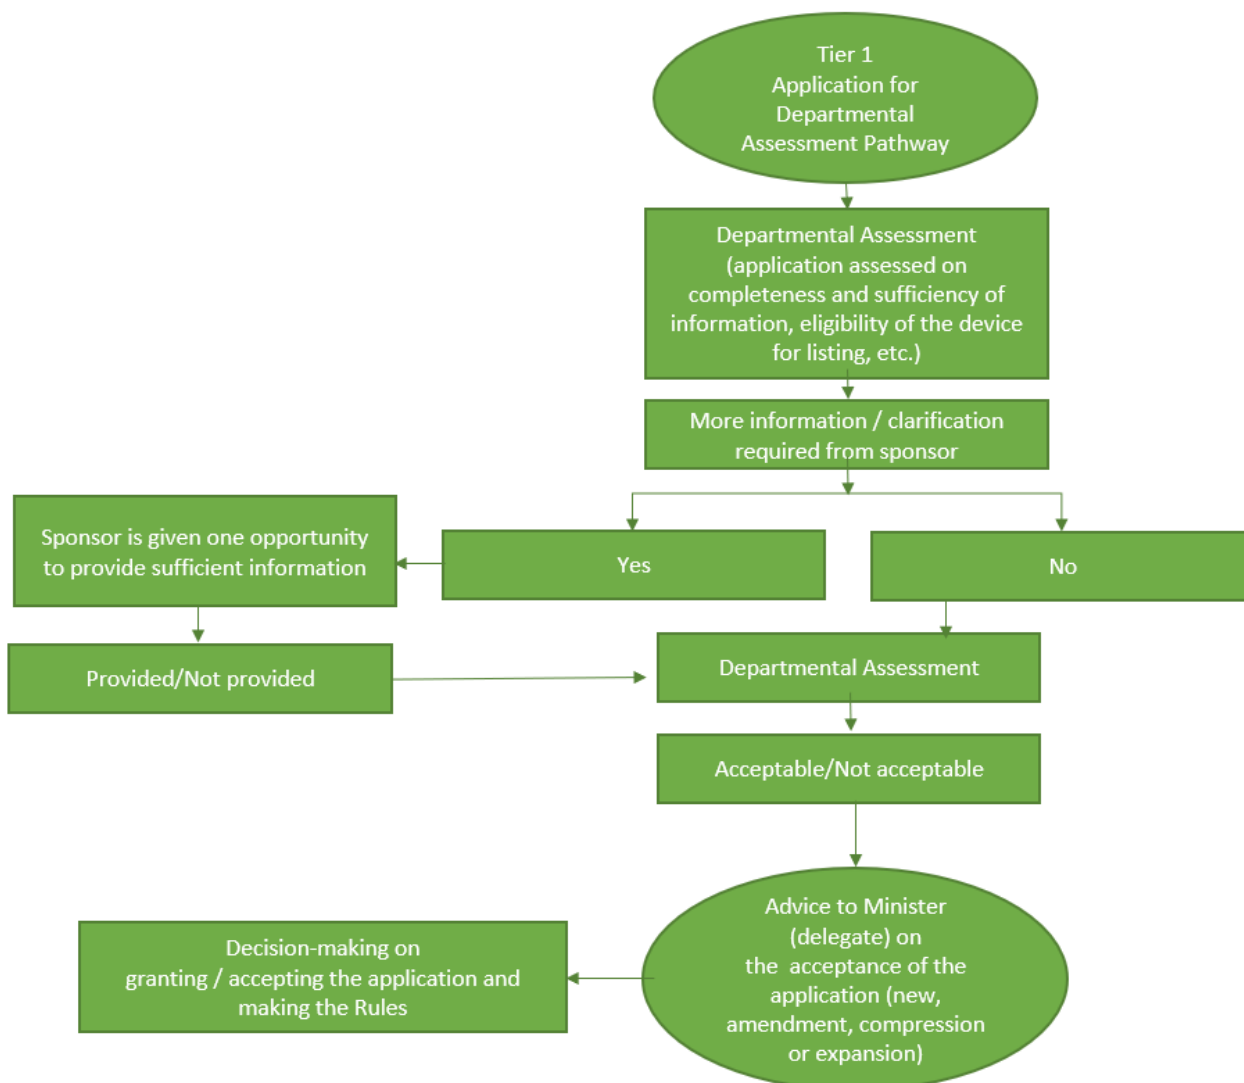 Tier 1
Application for
Departmental
Assessment Pathway
Departmental Assessment
(application assessed on
completeness and sufficiency of
information, eligibility of the device
for listing, etc.)
More information / clarification
required from sponsor
Sponsor is given one opportunity
to provide sufficient information
Yes
No
Provided/Not provided
Departmental Assessment
Acceptable/Not acceptable
Advice to Minister
(delegate) on
the acceptance of the
application (new,
amendment, compression
or expansion)
Decision-making on
granting / accepting the application and
making the Rules